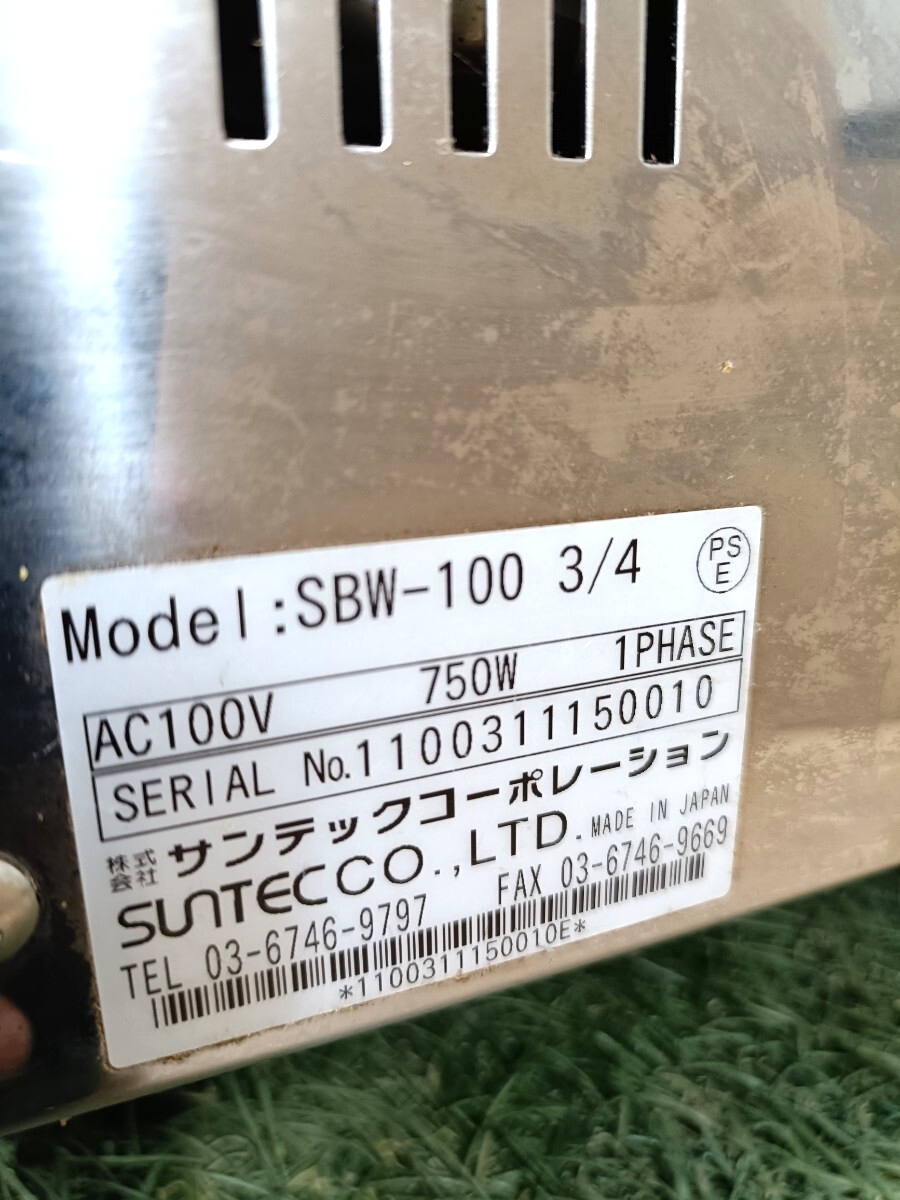 Model:SBW-100 3/4
PS
E
AC100V 750W 1PHASE
SERIAL No.1100311150010
株式会社 サンテックコーポレーション
SUNTEC CO.,LTD. MADE IN JAPAN
TEL 03-6746-9797 FAX 03-6746-9669
*1100311150010E*